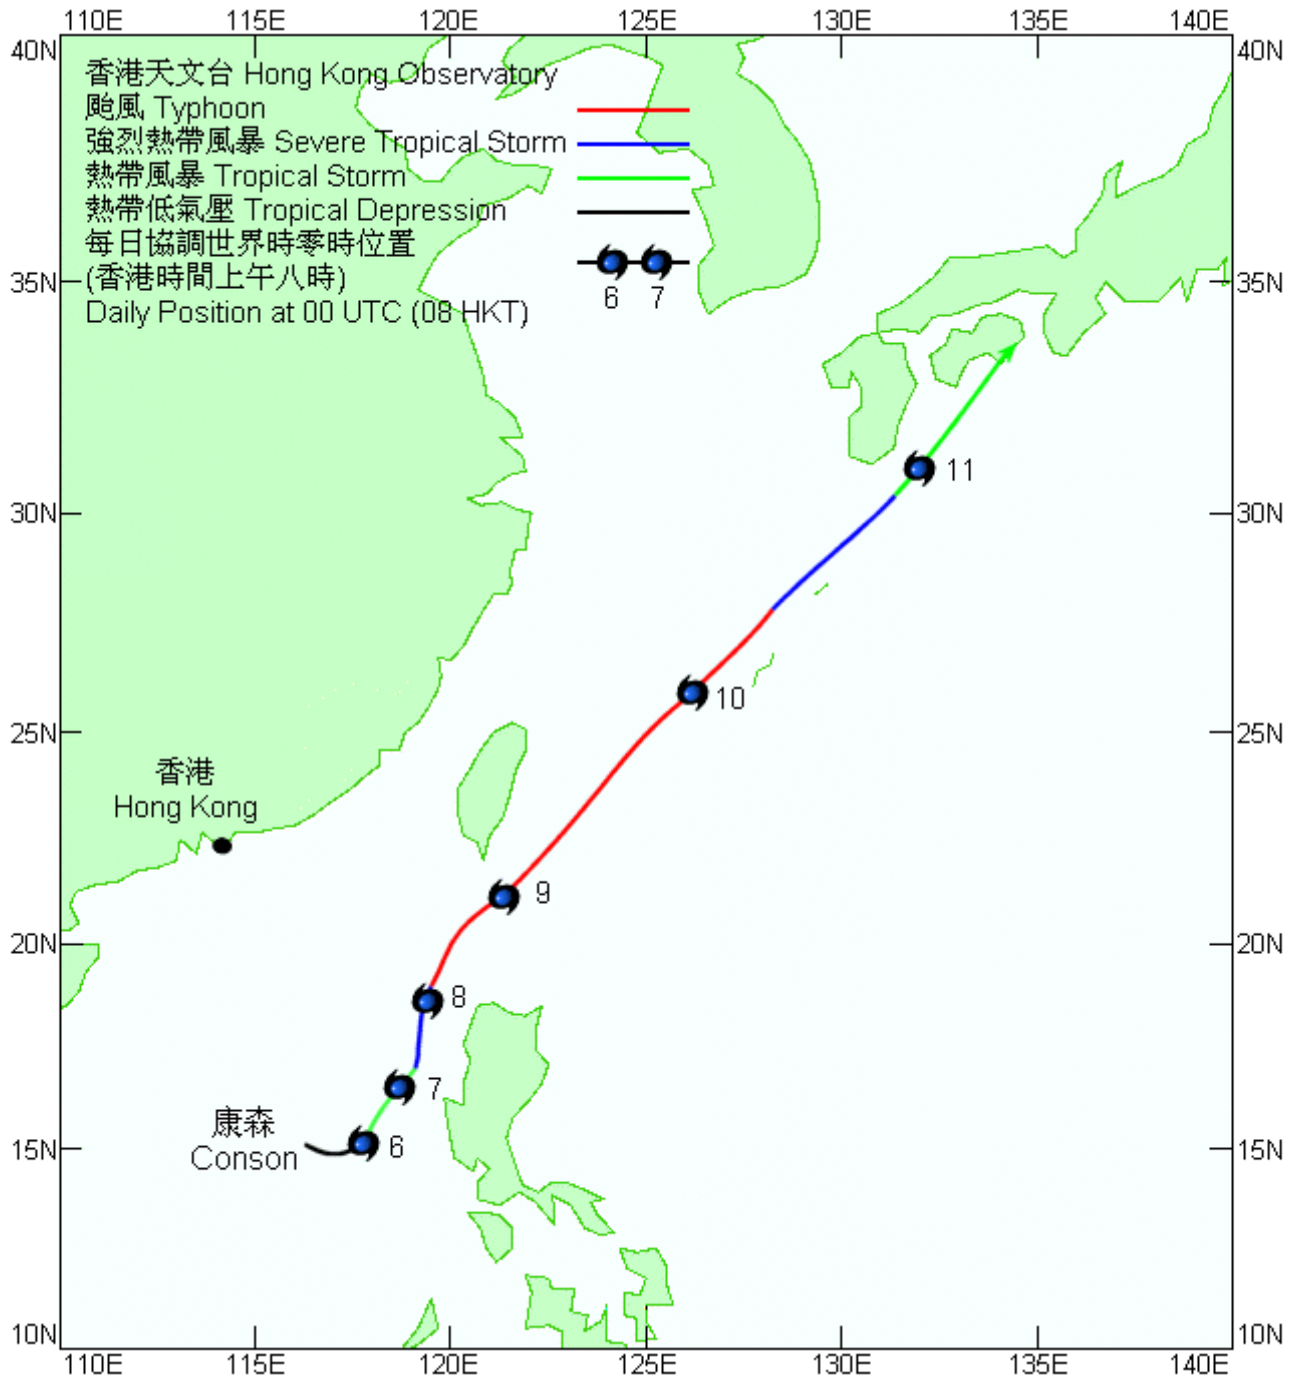 110E 115E 120E 125E 130E 135E 140E
40N 40N
香港天文台 Hong Kong Observatory
颱風 Typhoon
強烈熱帶風暴 Severe Tropical Storm
熱帶風暴 Tropical Storm
熱帶低氣壓 Tropical Depression
每日協調世界時零時位置
(香港時間上午八時)
6 7
Daily Position at 00 UTC (08 HKT)
35N 35N
11
30N 30N
10
25N 25N
香港
Hong Kong
9
20N 20N
8
7
康森
Conson
6
15N 15N
10N 10N
110E 115E 120E 125E 130E 135E 140E